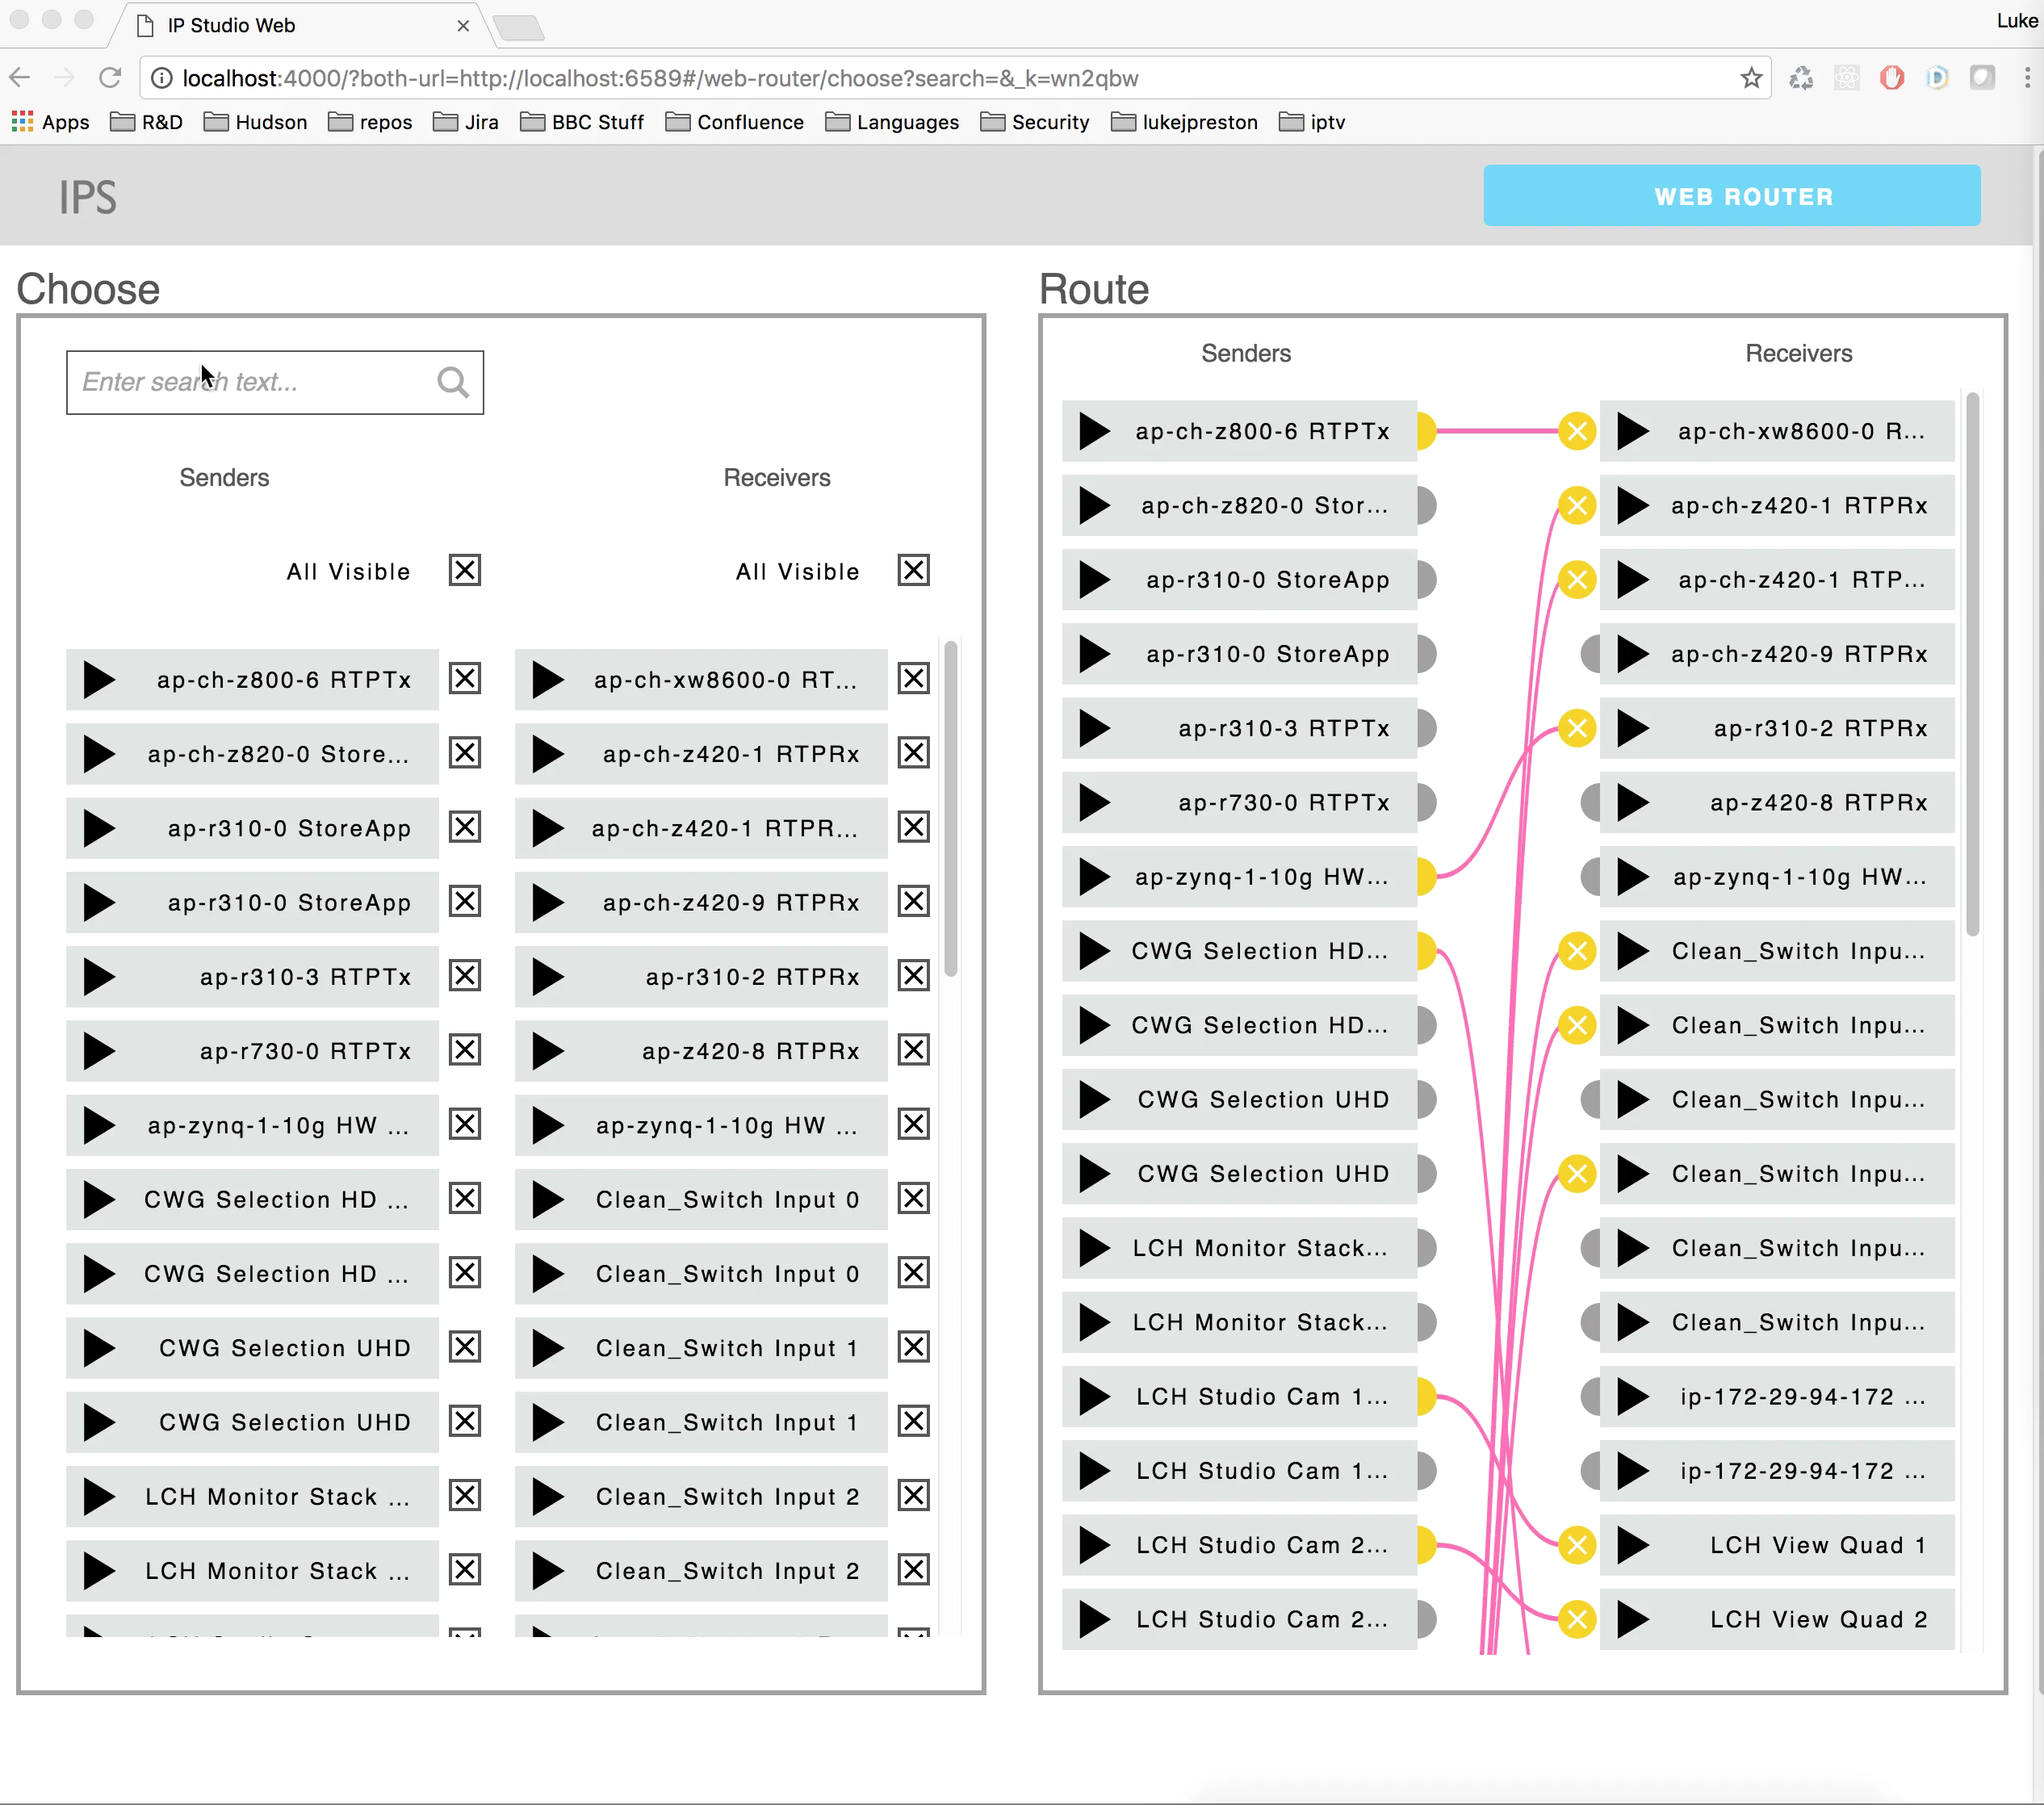 IP Studio Web
Luke
localhost:4000/?both-url=http://localhost:6589#/web-router/choose?search=&_k=wn2qbw
Apps R&D Hudson repos Jira BBC Stuff Confluence Languages Security lukejpreston iptv
IPS
WEB ROUTER
Choose
Enter search text...
Senders Receivers
All Visible All Visible
ap-ch-z800-6 RTPTx ap-ch-xw8600-0 RT...
ap-ch-z820-0 Store... ap-ch-z420-1 RTPRx
ap-r310-0 StoreApp ap-ch-z420-1 RTPR...
ap-r310-0 StoreApp ap-ch-z420-9 RTPRx
ap-r310-3 RTPTx ap-r310-2 RTPRx
ap-r730-0 RTPTx ap-z420-8 RTPRx
ap-zynq-1-10g HW ... ap-zynq-1-10g HW ...
CWG Selection HD ... Clean_Switch Input 0
CWG Selection HD ... Clean_Switch Input 0
CWG Selection UHD Clean_Switch Input 1
CWG Selection UHD Clean_Switch Input 1
LCH Monitor Stack ... Clean_Switch Input 2
LCH Monitor Stack ... Clean_Switch Input 2
Route
Senders Receivers
ap-ch-z800-6 RTPTx ap-ch-xw8600-0 R...
ap-ch-z820-0 Stor... ap-ch-z420-1 RTPRx
ap-r310-0 StoreApp ap-ch-z420-1 RTP...
ap-r310-0 StoreApp ap-ch-z420-9 RTPRx
ap-r310-3 RTPTx ap-r310-2 RTPRx
ap-r730-0 RTPTx ap-z420-8 RTPRx
ap-zynq-1-10g HW... ap-zynq-1-10g HW...
CWG Selection HD... Clean_Switch Inpu...
CWG Selection HD... Clean_Switch Inpu...
CWG Selection UHD Clean_Switch Inpu...
CWG Selection UHD Clean_Switch Inpu...
LCH Monitor Stack... Clean_Switch Inpu...
LCH Monitor Stack... Clean_Switch Inpu...
LCH Studio Cam 1... ip-172-29-94-172 ...
LCH Studio Cam 1... ip-172-29-94-172 ...
LCH Studio Cam 2... LCH View Quad 1
LCH Studio Cam 2... LCH View Quad 2